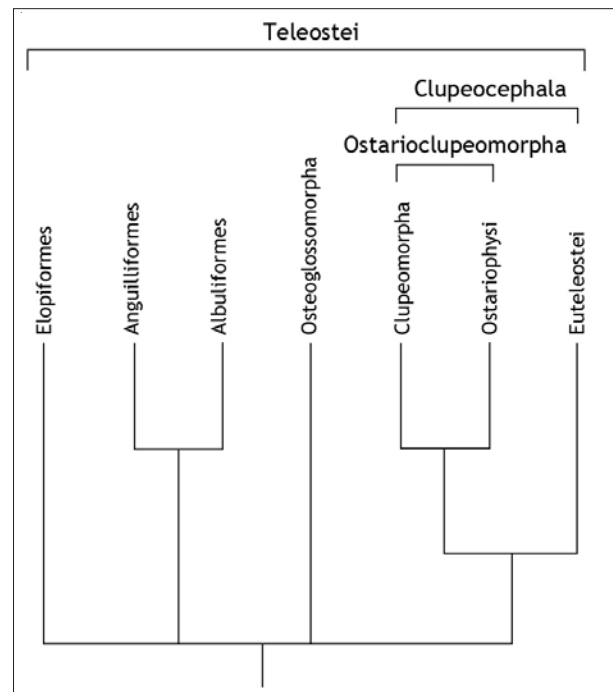 Teleostei
Clupeocephala
Ostarioclupeomorpha
Elopiformes
Anguilliformes
Albuliformes
Osteoglossomorpha
Clupeomorpha
Ostariophysi
Euteleostei